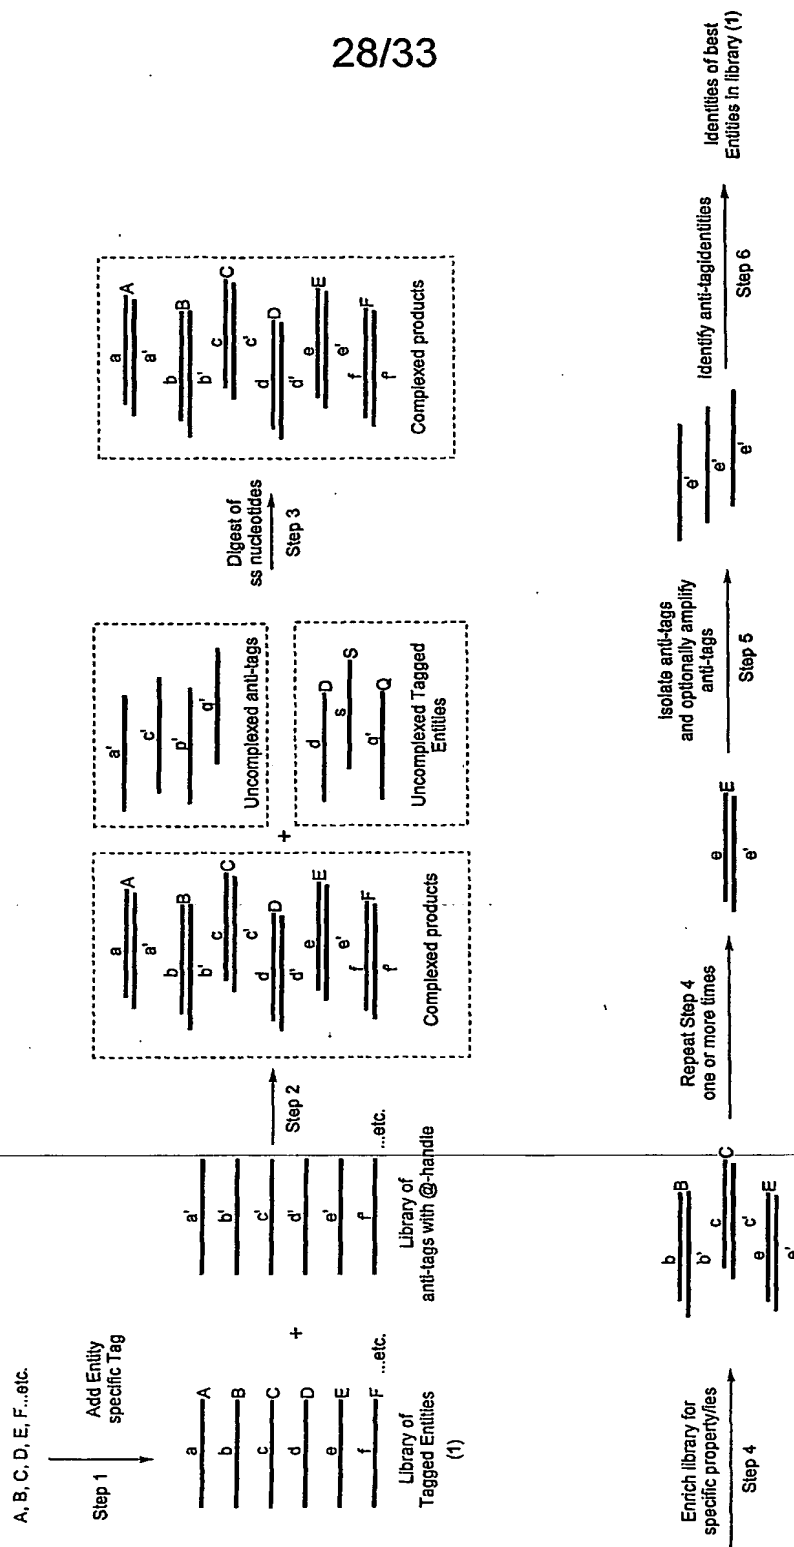 28/33
A, B, C, D, E, F...etc.
Step 1
Add Entity
specific Tag
a
A
b
B
c
C
d
D
e
E
f
F
...etc.
Library of
Tagged Entities
(1)
+
a'
b'
c'
d'
e'
f'
...etc.
Library of
anti-tags with @-handle
Step 2
a
A
a'
b
B
b'
c
C
c'
d
D
d'
e
E
e'
f
F
f'
Complexed products
+
a'
c'
p'
q'
Uncomplexed anti-tags
d
D
s
S
q'
Q
Uncomplexed Tagged
Entities
Digest of
ss nucleotides
Step 3
a
A
a'
b
B
b'
c
C
c'
d
D
d'
e
E
e'
f
F
f'
Complexed products
Enrich library for
specific property/ies
Step 4
b
B
b'
c
C
c'
e
E
e'
Repeat Step 4
one or more times
e
E
e'
Isolate anti-tags
and optionally amplify
anti-tags
Step 5
e'
e'
e'
Identify anti-tagidentities
Step 6
Identities of best
Entities in library (1)